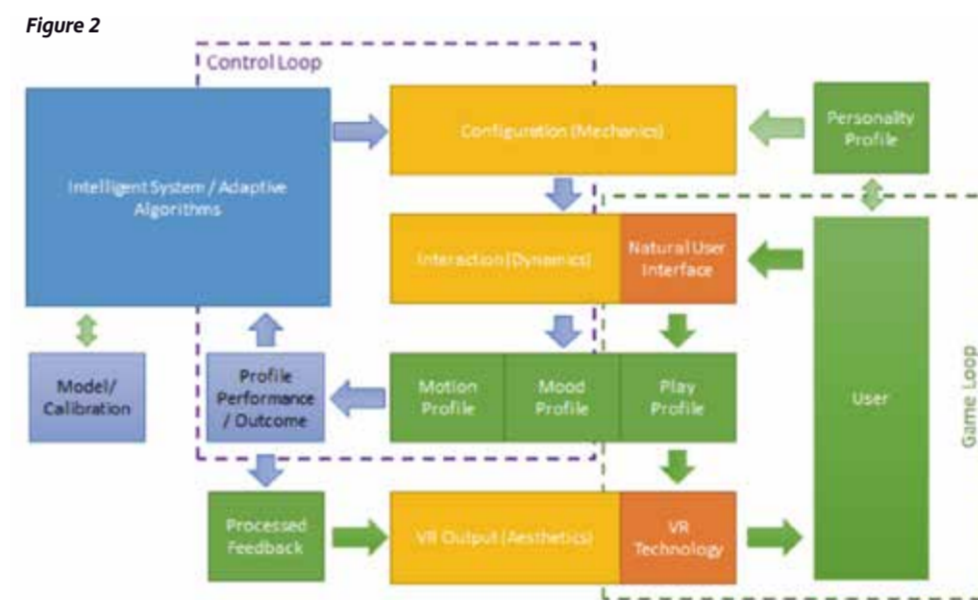 Figure 2
Control Loop
Intelligent System / Adaptive
Algorithms
Configuration (Mechanics)
Personality
Profile
Interaction (Dynamics)
Natural User
Interface
Model/
Calibration
Profile
Performance
/ Outcome
Motion
Profile
Mood
Profile
Play
Profile
User
Game Loop
Processed
Feedback
VR Output (Aesthetics)
VR
Technology